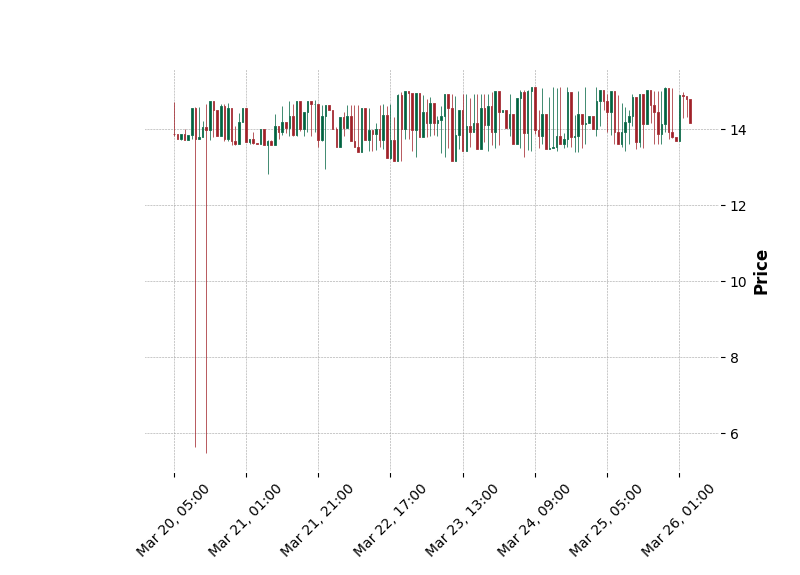 14
12
10
8
6
Price
Mar 20, 05:00
Mar 21, 01:00
Mar 21, 21:00
Mar 22, 17:00
Mar 23, 13:00
Mar 24, 09:00
Mar 25, 05:00
Mar 26, 01:00